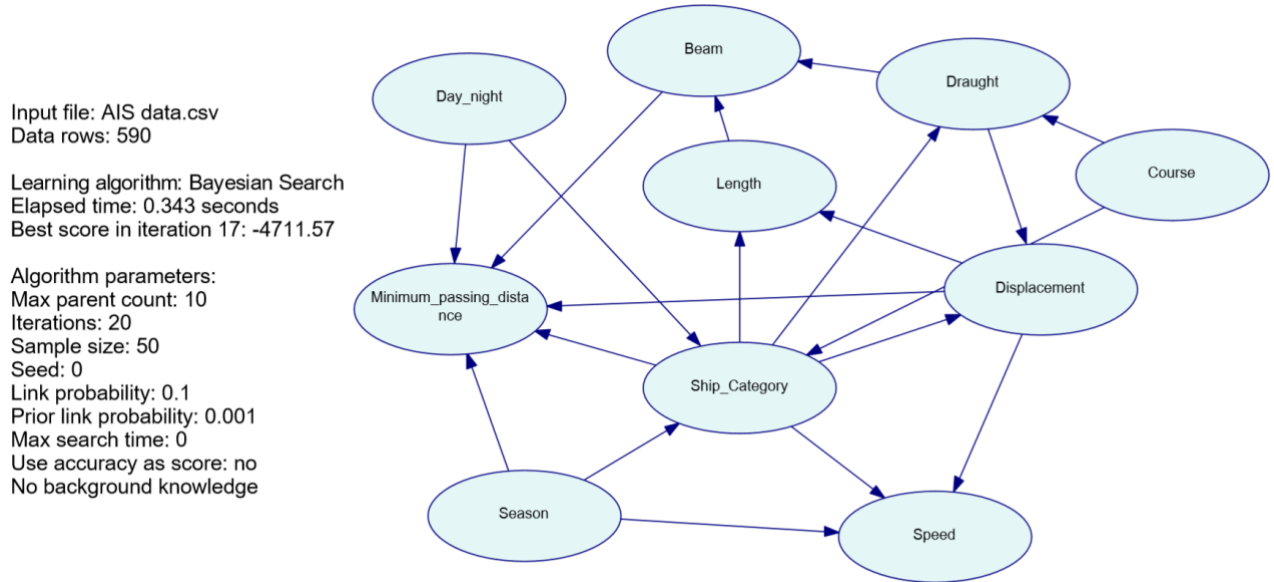 Input file: AIS data.csv
Data rows: 590
Learning algorithm: Bayesian Search
Elapsed time: 0.343 seconds
Best score in iteration 17: -4711.57
Algorithm parameters:
Max parent count: 10
Iterations: 20
Sample size: 50
Seed: 0
Link probability: 0.1
Prior link probability: 0.001
Max search time: 0
Use accuracy as score: no
No background knowledge
Beam
Day_night
Draught
Length
Course
Minimum_passing_dista
nce
Displacement
Ship_Category
Season
Speed